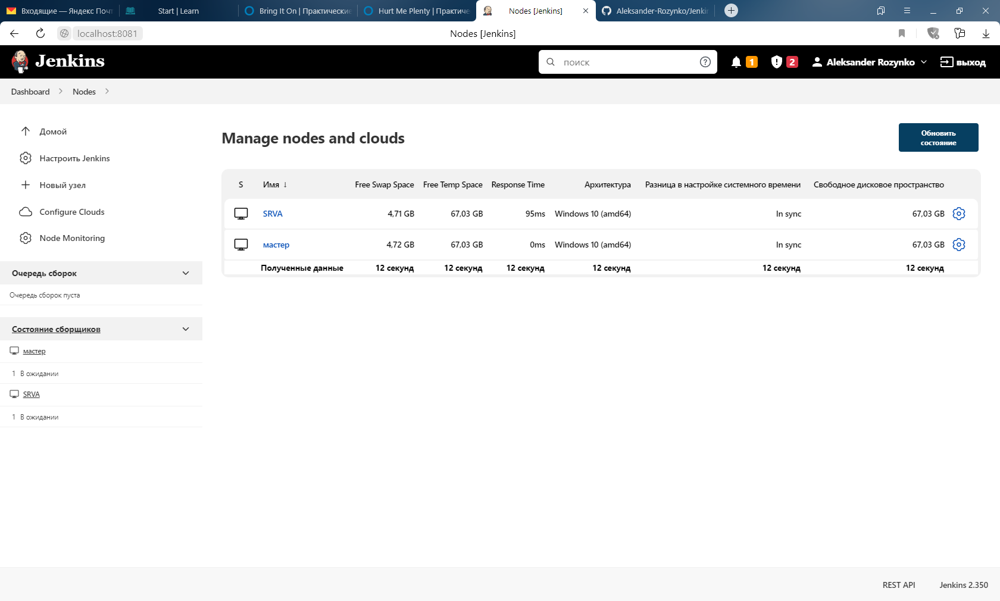 Входящие — Яндекс Почт
Start | Learn
Bring It On | Практические
Hurt Me Plenty | Практиче
Nodes [Jenkins]
Aleksander-Rozynko/Jenki
localhost:8081
Nodes [Jenkins]
Jenkins
поиск
1
2
Aleksander Rozynko
выход
Dashboard
Nodes
Домой
Настроить Jenkins
Новый узел
Configure Clouds
Node Monitoring
Очередь сборок
Очередь сборок пуста
Состояние сборщиков
мастер
1 В ожидании
SRVA
1 В ожидании
Manage nodes and clouds
Обновить
состояние
S Имя ↓ Free Swap Space Free Temp Space Response Time Архитектура Разница в настройке системного времени Свободное дисковое пространство
SRVA 4,71 GB 67,03 GB 95ms Windows 10 (amd64) In sync 67,03 GB
мастер 4,72 GB 67,03 GB 0ms Windows 10 (amd64) In sync 67,03 GB
Полученные данные 12 секунд 12 секунд 12 секунд 12 секунд 12 секунд 12 секунд
REST API
Jenkins 2.350